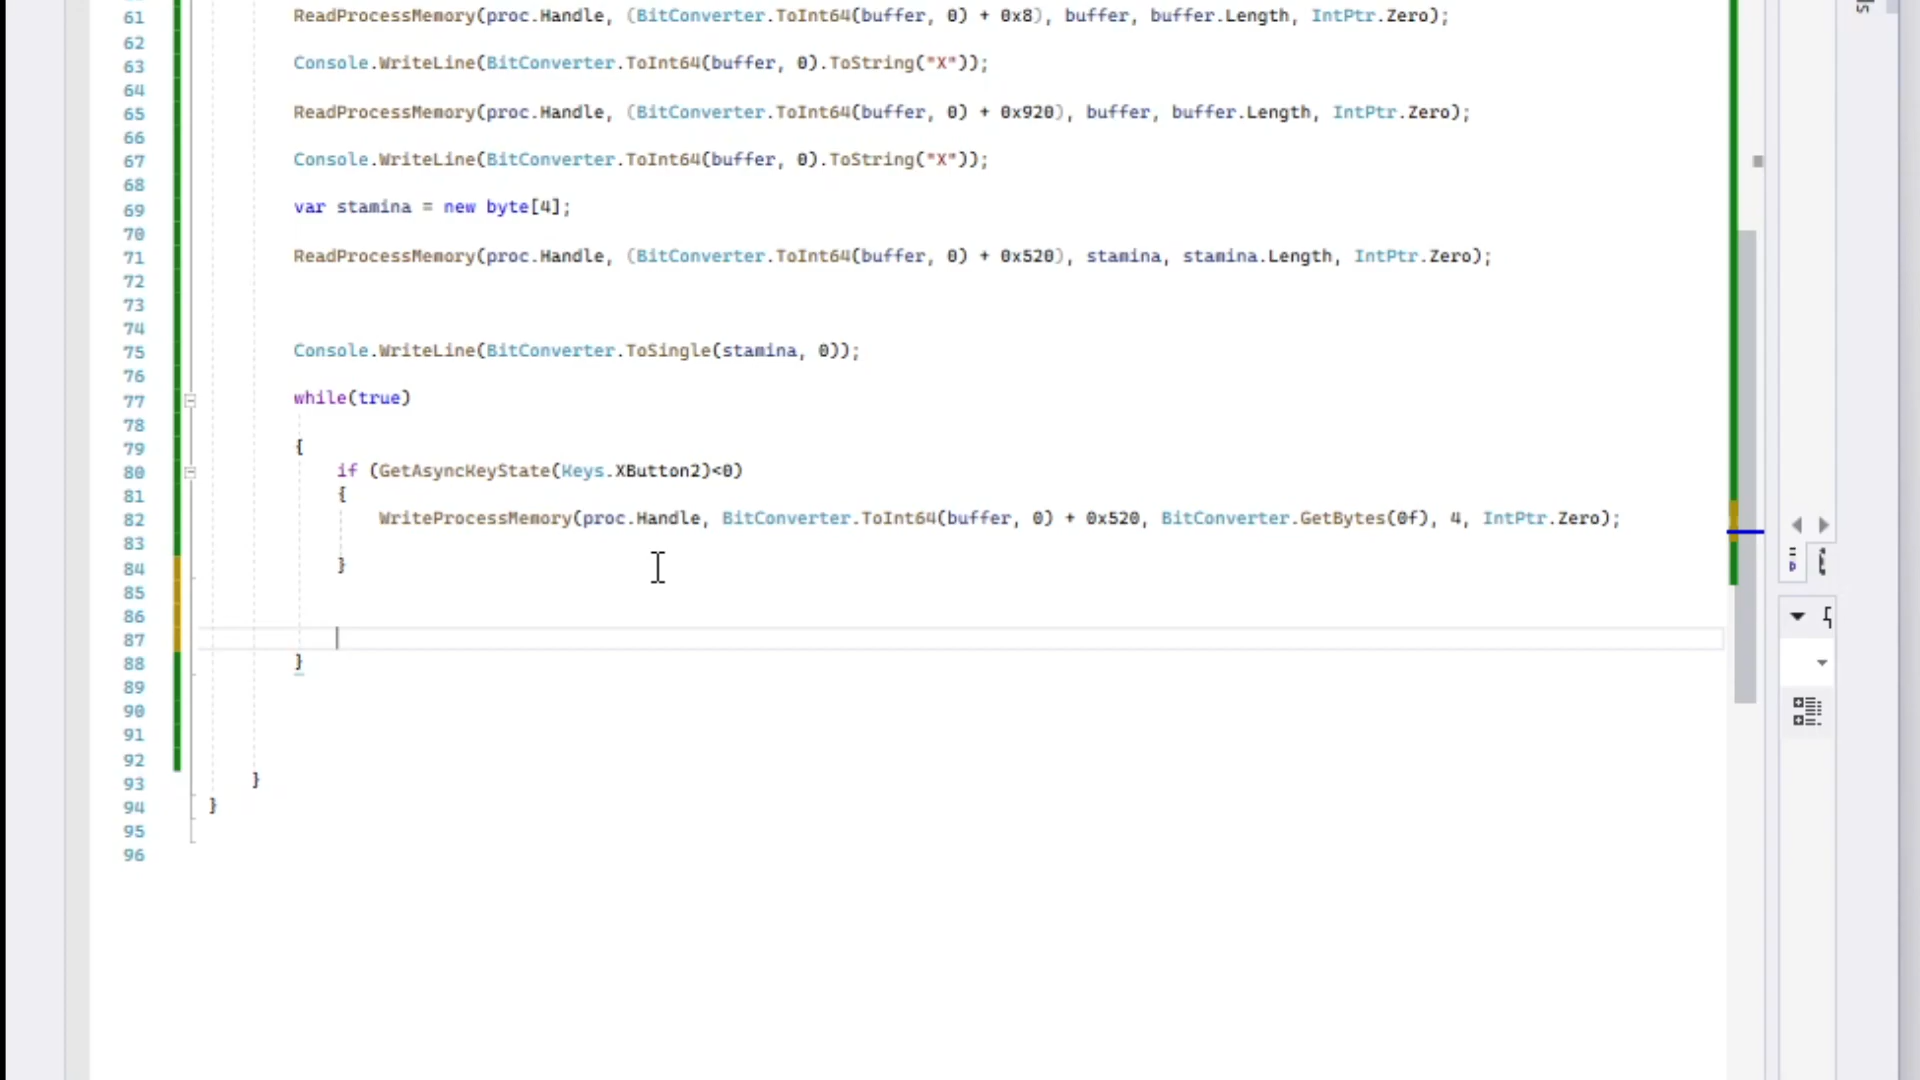 61 ReadProcessMemory(proc.Handle, (BitConverter.ToInt64(buffer, 0) + 0x8), buffer, buffer.Length, IntPtr.Zero);
62
63 Console.WriteLine(BitConverter.ToInt64(buffer, 0).ToString("X"));
64
65 ReadProcessMemory(proc.Handle, (BitConverter.ToInt64(buffer, 0) + 0x920), buffer, buffer.Length, IntPtr.Zero);
66
67 Console.WriteLine(BitConverter.ToInt64(buffer, 0).ToString("X"));
68
69 var stamina = new byte[4];
70
71 ReadProcessMemory(proc.Handle, (BitConverter.ToInt64(buffer, 0) + 0x520), stamina, stamina.Length, IntPtr.Zero);
72
73
74
75 Console.WriteLine(BitConverter.ToSingle(stamina, 0));
76
77 while(true)
78
79 {
80 if (GetAsyncKeyState(Keys.XButton2)<0)
81 {
82 WriteProcessMemory(proc.Handle, BitConverter.ToInt64(buffer, 0) + 0x520, BitConverter.GetBytes(0f), 4, IntPtr.Zero);
83
84 }
85
86
87
88 }
89
90
91
92
93 }
94 }
95
96